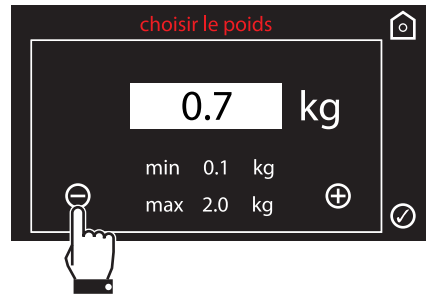 choisir le poids
0.7 kg
min 0.1 kg
max 2.0 kg